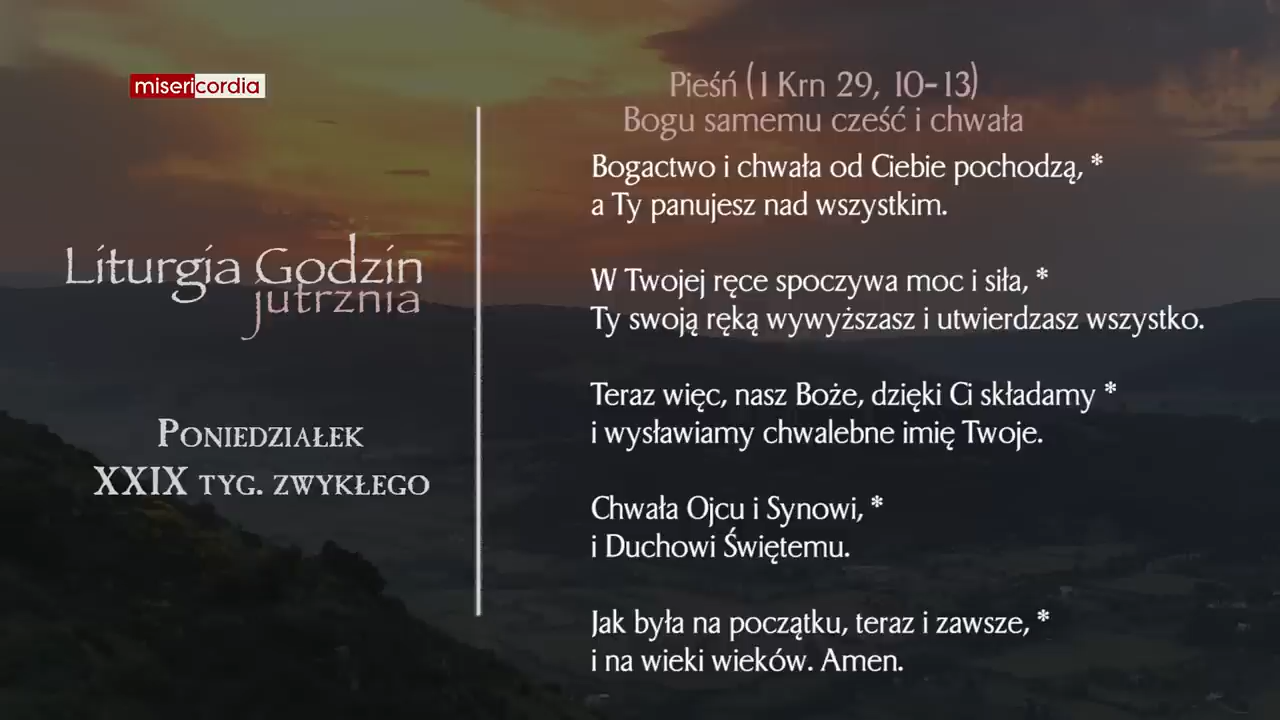 misericordia
Liturgia Godzin
jutrznia
Poniedziałek
XXIX tyg. zwykłego
Pieśń (1 Krn 29, 10-13)
Bogu samemu cześć i chwała
Bogactwo i chwała od Ciebie pochodzą, *
a Ty panujesz nad wszystkim.
W Twojej ręce spoczywa moc i siła, *
Ty swoją ręką wywyższasz i utwierdzasz wszystko.
Teraz więc, nasz Boże, dzięki Ci składamy *
i wysławiamy chwalebne imię Twoje.
Chwała Ojcu i Synowi, *
i Duchowi Świętemu.
Jak była na początku, teraz i zawsze, *
i na wieki wieków. Amen.